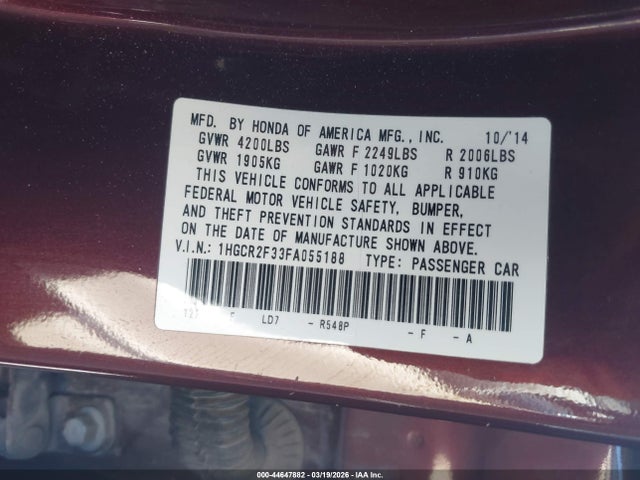 MFD. BY HONDA OF AMERICA MFG., INC. 10/'14
GVWR 4200LBS GAWR F 2249LBS R 2006LBS
GVWR 1905KG GAWR F 1020KG R 910KG
THIS VEHICLE CONFORMS TO ALL APPLICABLE
FEDERAL MOTOR VEHICLE SAFETY, BUMPER,
AND THEFT PREVENTION STANDARDS IN EFFECT
ON THE DATE OF MANUFACTURE SHOWN ABOVE.
V.I.N.: 1HGCR2F33FA055188 TYPE: PASSENGER CAR
LD7 - R548P - F - A
000-44647882 | 03/19/2026 | IAA Inc.